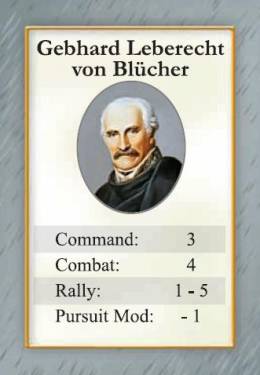 Gebhard Leberecht
von Blücher
Command: 3
Combat: 4
Rally: 1 - 5
Pursuit Mod: - 1